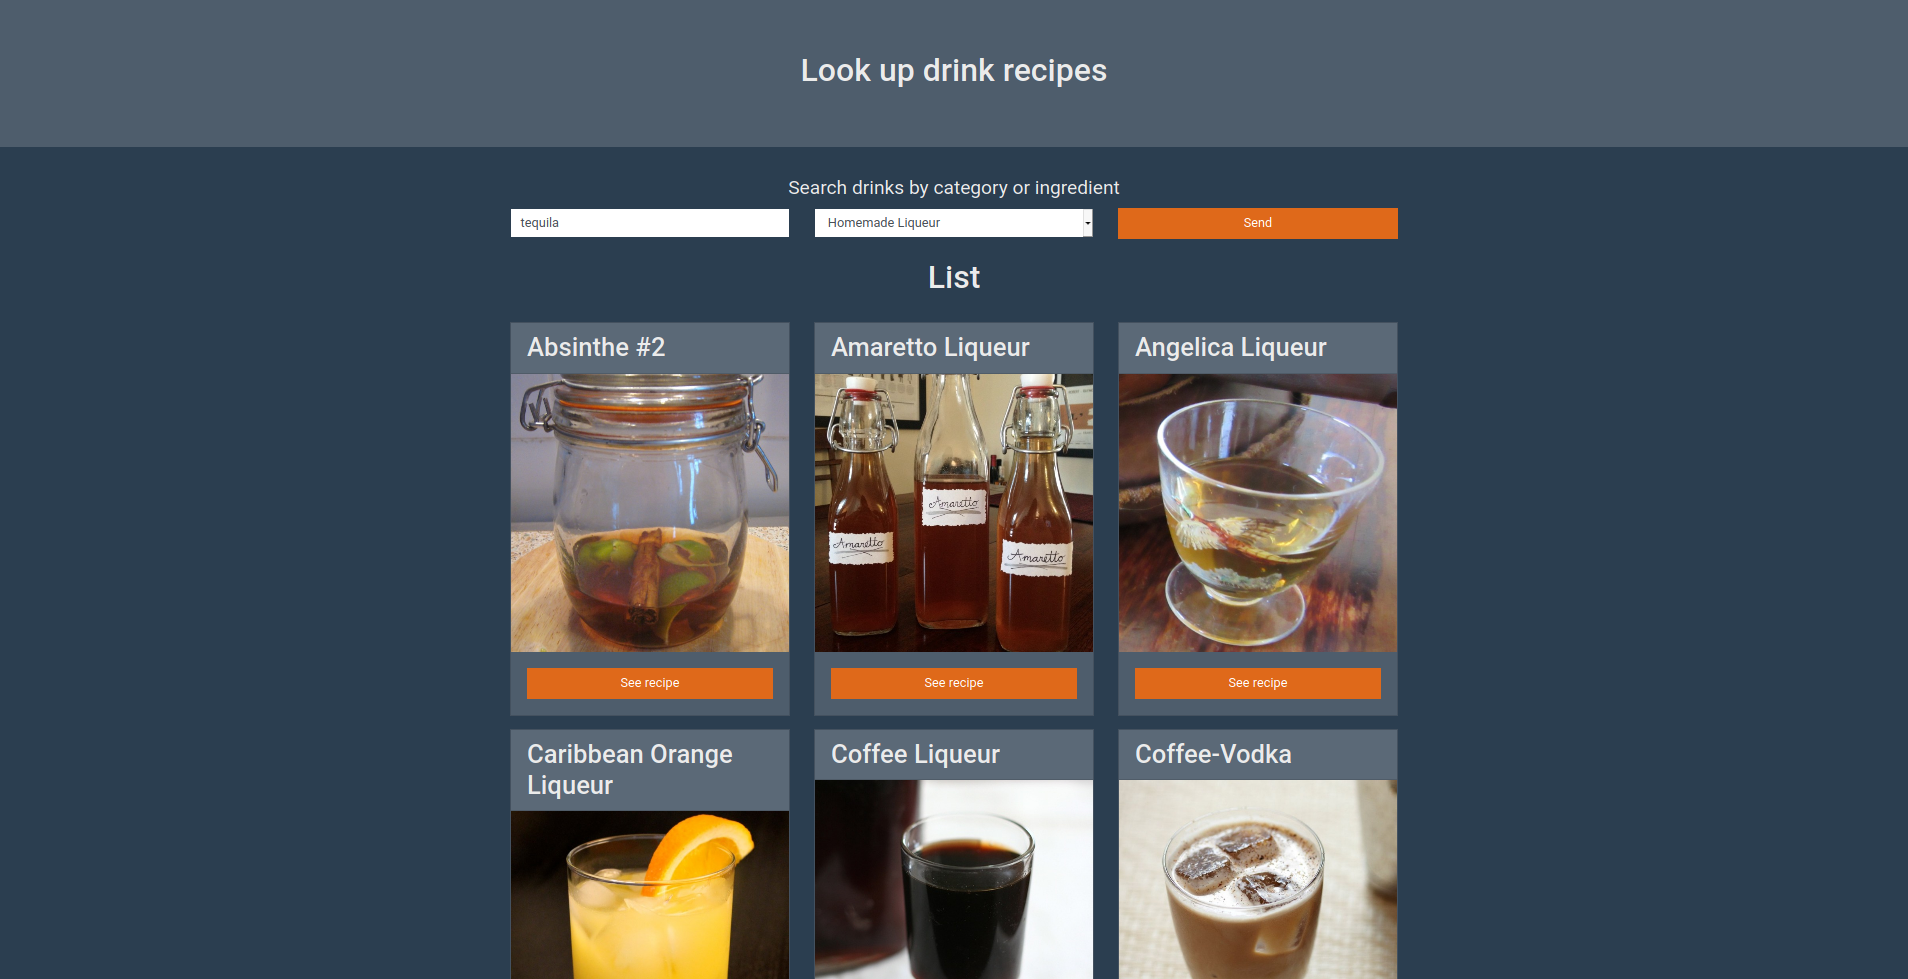 Look up drink recipes
Search drinks by category or ingredient
tequila
Homemade Liqueur
Send
List
Absinthe #2
Amaretto Liqueur
Angelica Liqueur
Amaretto
Amaretto
Amaretto
See recipe
See recipe
See recipe
Caribbean Orange
Liqueur
Coffee Liqueur
Coffee-Vodka